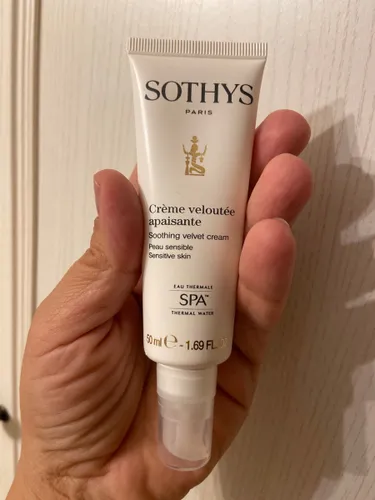 SOTHYS
PARIS
Crème veloutée
apaisante
Soothing velvet cream
Peau sensible
Sensitive skin
EAU THERMALE
SPA™
THERMAL WATER
50 ml ℮ - 1.69 FL.